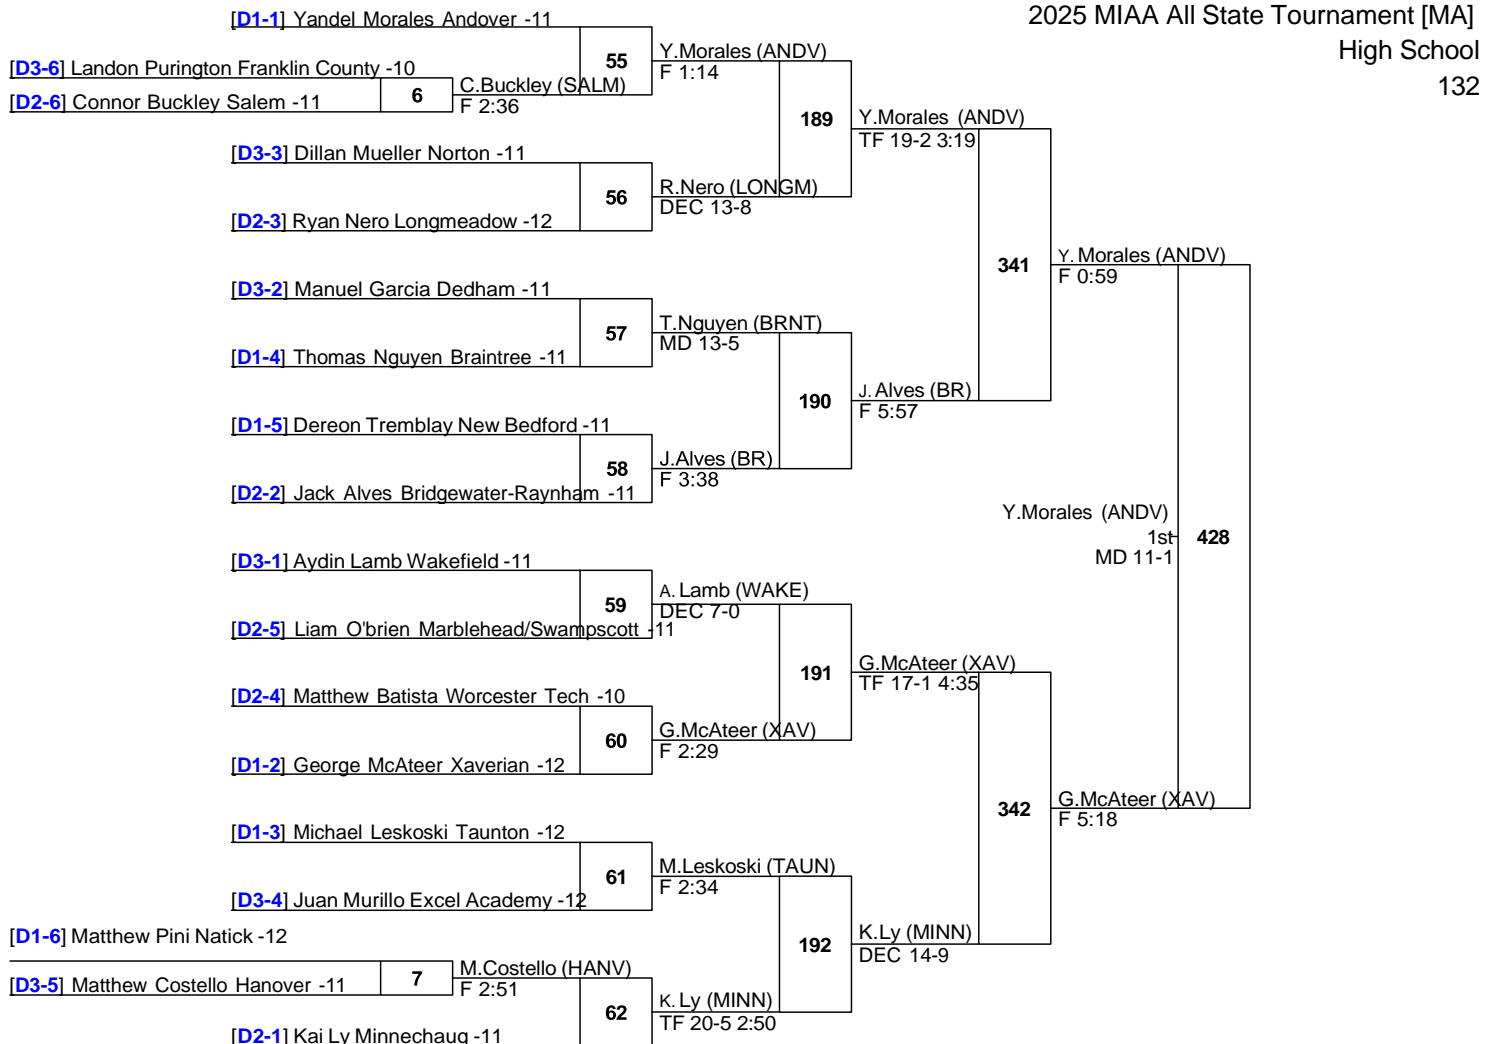 2025 MIAA All State Tournament [MA]
High School
132
[D1-1] Yandel Morales Andover -11
[D3-6] Landon Purington Franklin County -10
[D2-6] Connor Buckley Salem -11
6
C.Buckley (SALM)
F 2:36
55
Y.Morales (ANDV)
F 1:14
[D3-3] Dillan Mueller Norton -11
[D2-3] Ryan Nero Longmeadow -12
56
R.Nero (LONGM)
DEC 13-8
189
Y.Morales (ANDV)
TF 19-2 3:19
[D3-2] Manuel Garcia Dedham -11
[D1-4] Thomas Nguyen Braintree -11
57
T.Nguyen (BRNT)
MD 13-5
[D1-5] Dereon Tremblay New Bedford -11
[D2-2] Jack Alves Bridgewater-Raynham -11
58
J.Alves (BR)
F 3:38
190
J. Alves (BR)
F 5:57
341
Y. Morales (ANDV)
F 0:59
[D3-1] Aydin Lamb Wakefield -11
[D2-5] Liam O'brien Marblehead/Swampscott -11
59
A. Lamb (WAKE)
DEC 7-0
[D2-4] Matthew Batista Worcester Tech -10
[D1-2] George McAteer Xaverian -12
60
G.McAteer (XAV)
F 2:29
191
G.McAteer (XAV)
TF 17-1 4:35
[D1-3] Michael Leskoski Taunton -12
[D3-4] Juan Murillo Excel Academy -12
61
M.Leskoski (TAUN)
F 2:34
[D1-6] Matthew Pini Natick -12
[D3-5] Matthew Costello Hanover -11
7
M.Costello (HANV)
F 2:51
[D2-1] Kai Ly Minnechaug -11
62
K. Ly (MINN)
TF 20-5 2:50
192
K.Ly (MINN)
DEC 14-9
342
G.McAteer (XAV)
F 5:18
Y.Morales (ANDV)
1st
MD 11-1
428